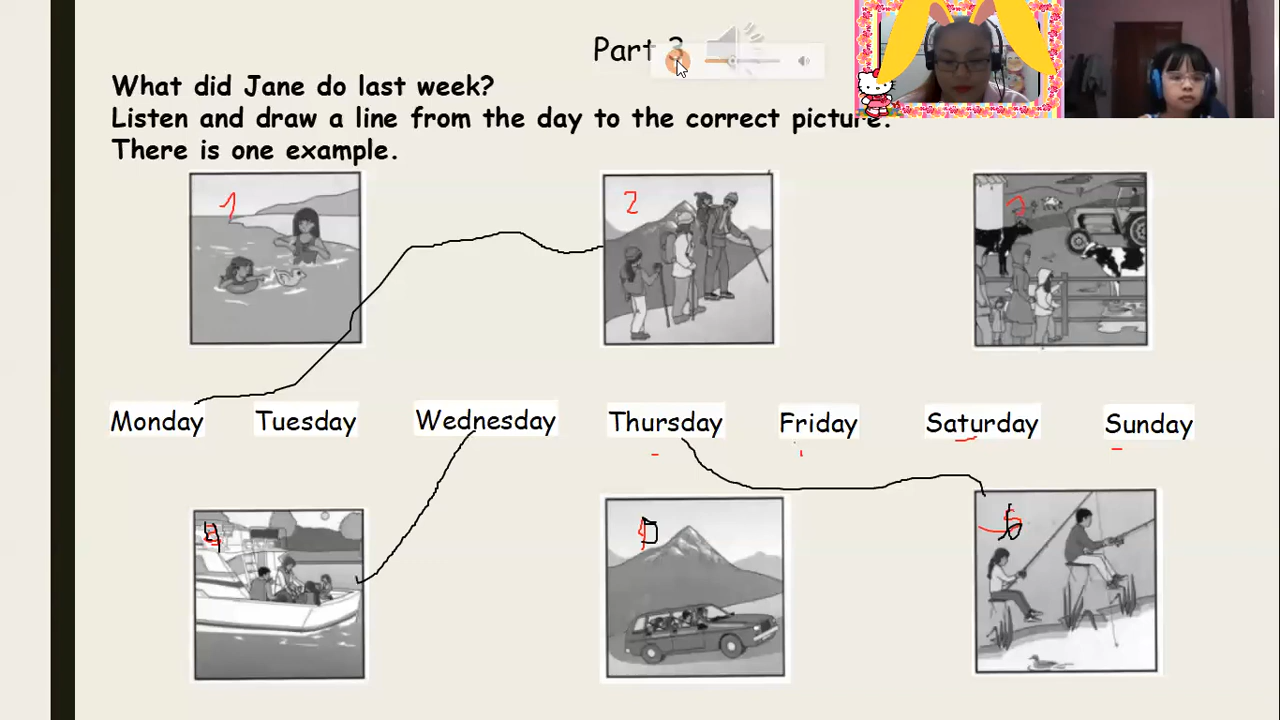 Part 3
What did Jane do last week?
Listen and draw a line from the day to the correct picture.
There is one example.
1
2
Monday Tuesday Wednesday Thursday Friday Saturday Sunday